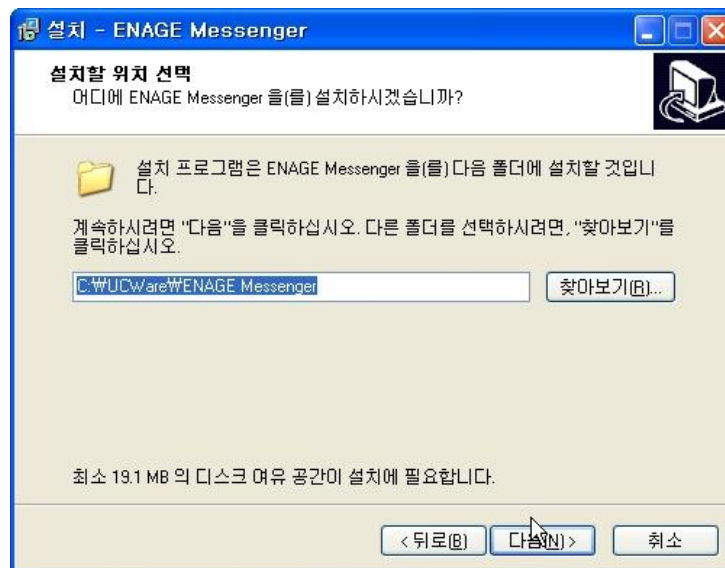 설치 - ENAGE Messenger
설치할 위치 선택
어디에 ENAGE Messenger 을(를) 설치하시겠습니까?
설치 프로그램은 ENAGE Messenger 을(를) 다음 폴더에 설치할 것입니
다.
계속하시려면 "다음"을 클릭하십시오. 다른 폴더를 선택하시려면, "찾아보기"를
클릭하십시오.
C:₩UCWare₩ENAGE Messenger
찾아보기(R)...
최소 19.1 MB 의 디스크 여유 공간이 설치에 필요합니다.
< 뒤로(B)
다음(N) >
취소